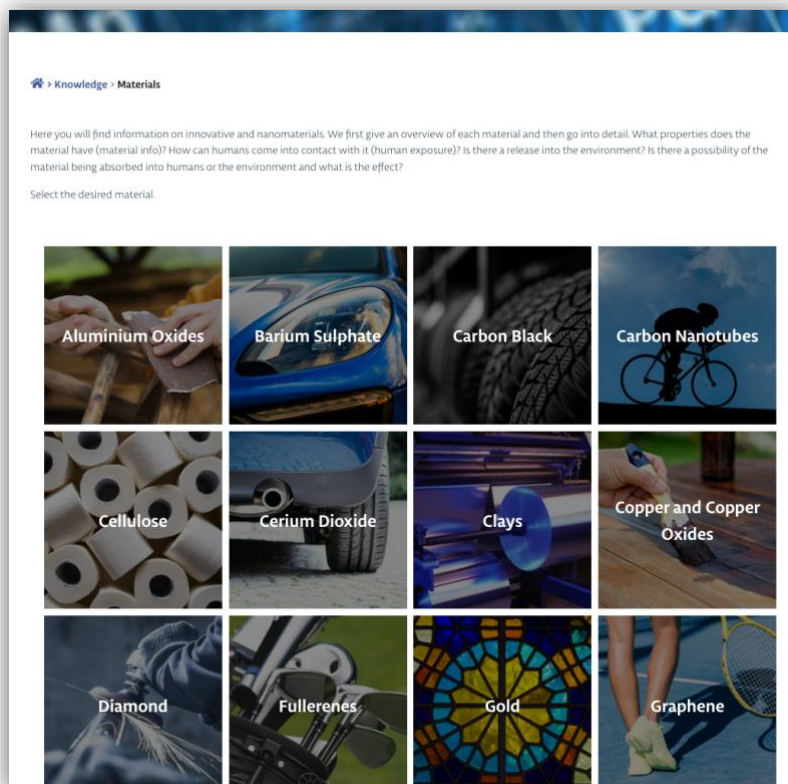 > Knowledge > Materials
Here you will find information on innovative and nanomaterials. We first give an overview of each material and then go into detail. What properties does the
material have (material info)? How can humans come into contact with it (human exposure)? Is there a release into the environment? Is there a possibility of the
material being absorbed into humans or the environment and what is the effect?
Select the desired material.
Aluminium Oxides
Barium Sulphate
Carbon Black
Carbon Nanotubes
Cellulose
Cerium Dioxide
Clays
Copper and Copper
Oxides
Diamond
Fullerenes
Gold
Graphene